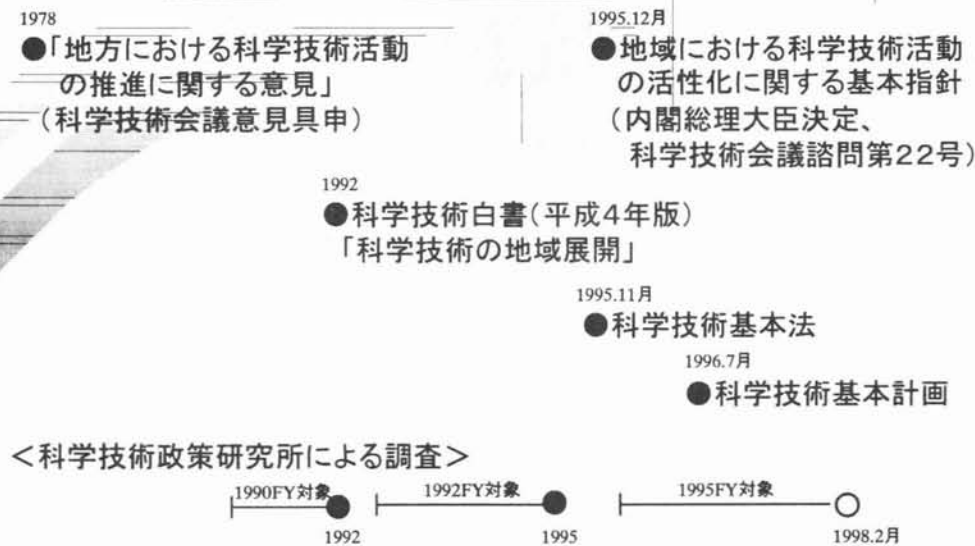 1978
●「地方における科学技術活動
の推進に関する意見」
(科学技術会議意見具申)
1995.12月
●地域における科学技術活動
の活性化に関する基本指針
(内閣総理大臣決定、
科学技術会議諮問第22号)
1992
●科学技術白書(平成4年版)
「科学技術の地域展開」
1995.11月
●科学技術基本法
1996.7月
●科学技術基本計画
<科学技術政策研究所による調査>
1990FY対象 1992FY対象 1995FY対象
1992 1995 1998.2月